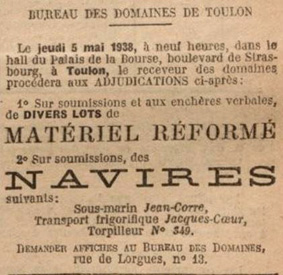 BUREAU DES DOMAINES DE TOULON
Le jeudi 5 mai 1938, à neuf heures, dans le
hall du Palais de la Bourse, boulevard de Stras-
bourg, à Toulon, le receveur des domaines
procédera aux ADJUDICATIONS ci-après:
1° Sur soumissions et aux enchères verbales,
de DIVERS LOTS de
MATÉRIEL RÉFORMÉ
2° Sur soumissions, des
NAVIRES
suivants:
Sous-marin Jean-Corre,
Transport frigorifique Jacques-Cœur,
Torpilleur N° 349.
DEMANDER AFFICHES AU BUREAU DES DOMAINES,
rue de Lorgues, n° 13.